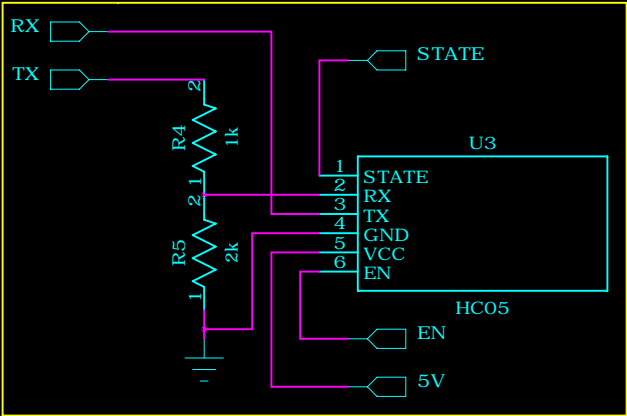 RX
STATE
TX
2
R4
1k
1
U3
1
STATE
2
RX
2
3
TX
4
GND
R5
2k
5
VCC
6
EN
1
HC05
EN
5V